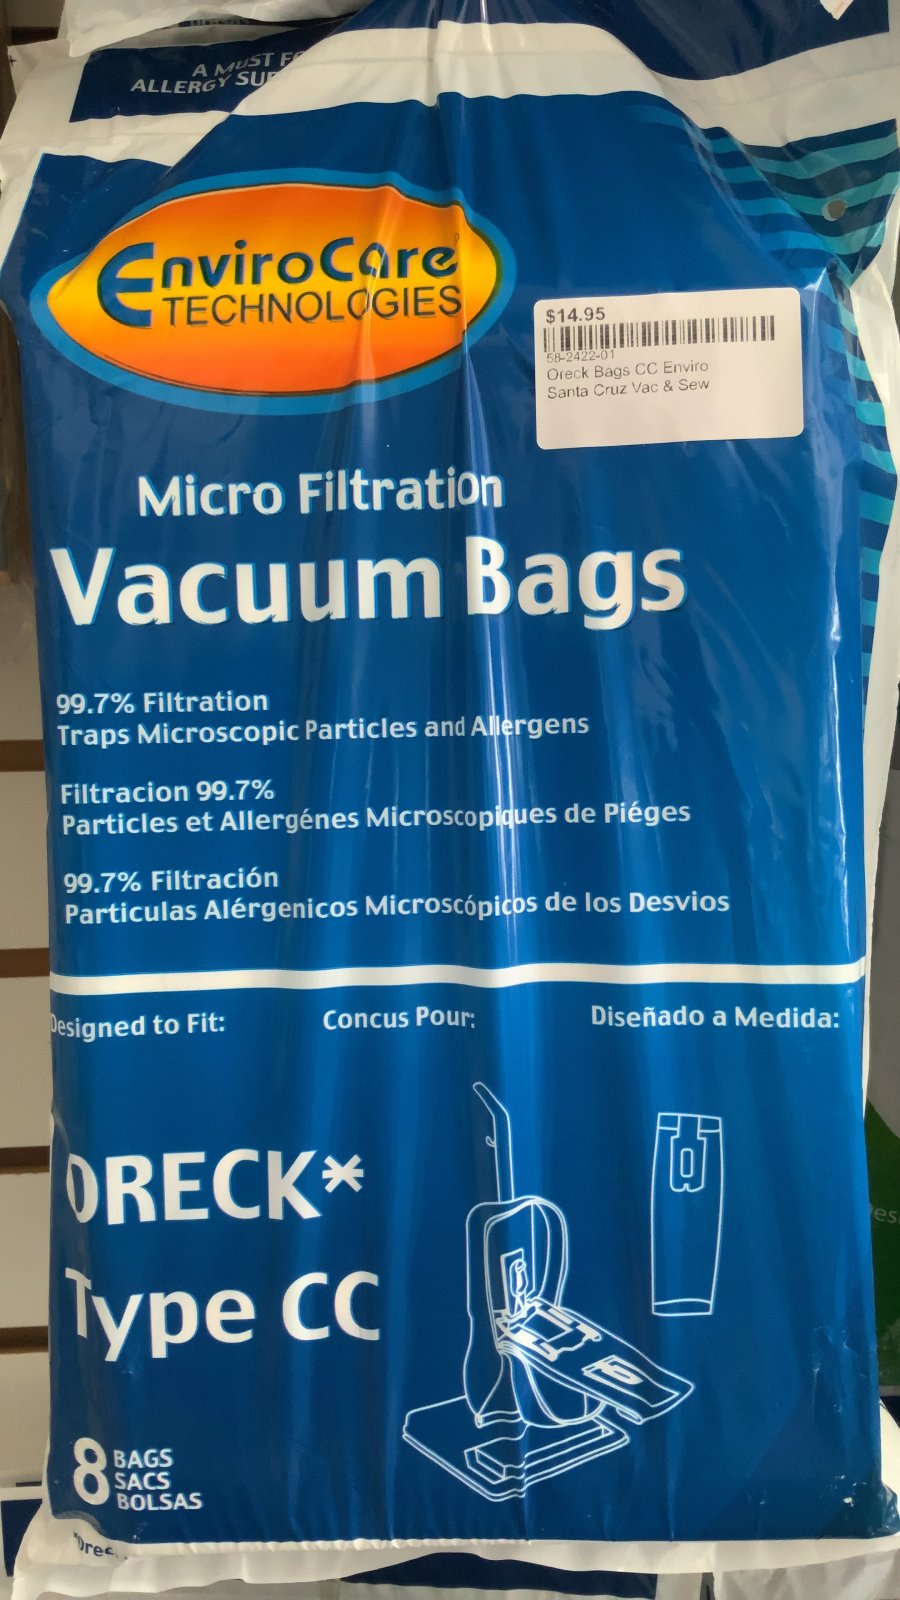 A MUST
ALLERGY
EnviroCare
TECHNOLOGIES
$14.95
58-2422-01
Oreck Bags CC Enviro
Santa Cruz Vac & Sew
Micro Filtration
Vacuum Bags
99.7% Filtration
Traps Microscopic Particles and Allergens
Filtracion 99.7%
Particles et Allergénes Microscopiques de Piéges
99.7% Filtración
Particulas Alérgenicos Microscópicos de los Desvios
Designed to Fit:
Concus Pour:
Diseñado a Medida:
ORECK*
Type CC
8 BAGS
SACS
BOLSAS